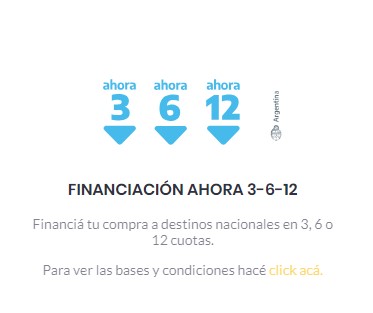 ahora ahora ahora
3 6 12
Argentina
FINANCIACIÓN AHORA 3-6-12
Financiá tu compra a destinos nacionales en 3, 6 o
12 cuotas.
Para ver las bases y condiciones hacé click acá.